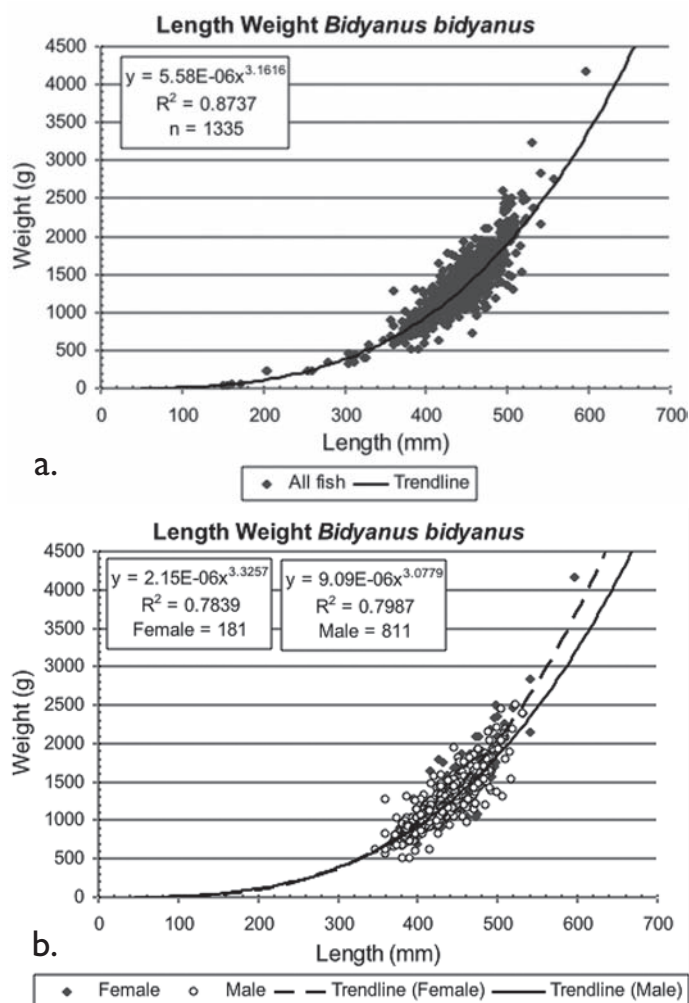 Length Weight Bidyanus bidyanus
4500
4000
3500
3000
2500
2000
1500
1000
500
0
Weight (g)
y = 5.58E-06x^3.1616
R² = 0.8737
n = 1335
0 100 200 300 400 500 600 700
Length (mm)
a.
All fish Trendline
Length Weight Bidyanus bidyanus
4500
4000
3500
3000
2500
2000
1500
1000
500
0
Weight (g)
y = 2.15E-06x^3.3257
R² = 0.7839
Female = 181
y = 9.09E-06x^3.0779
R² = 0.7987
Male = 811
0 100 200 300 400 500 600 700
Length (mm)
b.
Female Male Trendline (Female) Trendline (Male)